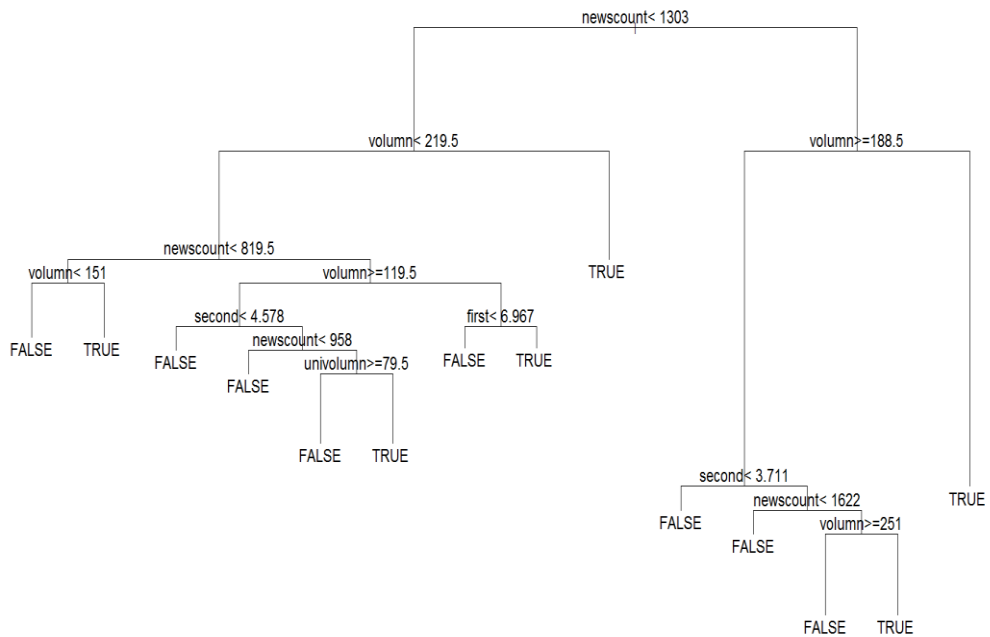 newscount< 1303
volumn< 219.5
volumn>=188.5
newscount< 819.5
TRUE
volumn< 151
volumn>=119.5
second< 4.578
first< 6.967
FALSE
TRUE
newscount< 958
FALSE
FALSE
TRUE
univolumn>=79.5
FALSE
FALSE
TRUE
second< 3.711
TRUE
newscount< 1622
FALSE
volumn>=251
FALSE
FALSE
TRUE